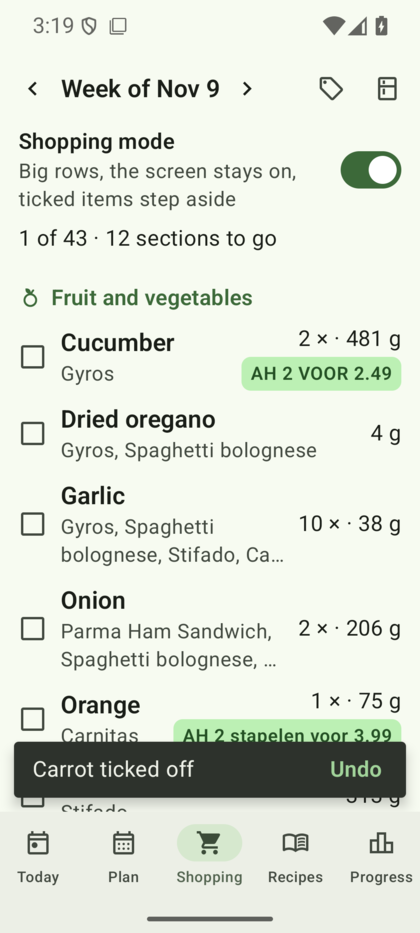 3:19
Week of Nov 9
Shopping mode
Big rows, the screen stays on,
ticked items step aside
1 of 43 · 12 sections to go
Fruit and vegetables
Cucumber
2 × · 481 g
Gyros
AH 2 VOOR 2.49
Dried oregano
4 g
Gyros, Spaghetti bolognese
Garlic
10 × · 38 g
Gyros, Spaghetti
bolognese, Stifado, Ca…
Onion
2 × · 206 g
Parma Ham Sandwich,
Spaghetti bolognese, …
Orange
1 × · 75 g
Carnitas
AH 2 stapelen voor 3.99
Carrot ticked off
Undo
Stifado
Today
Plan
Shopping
Recipes
Progress